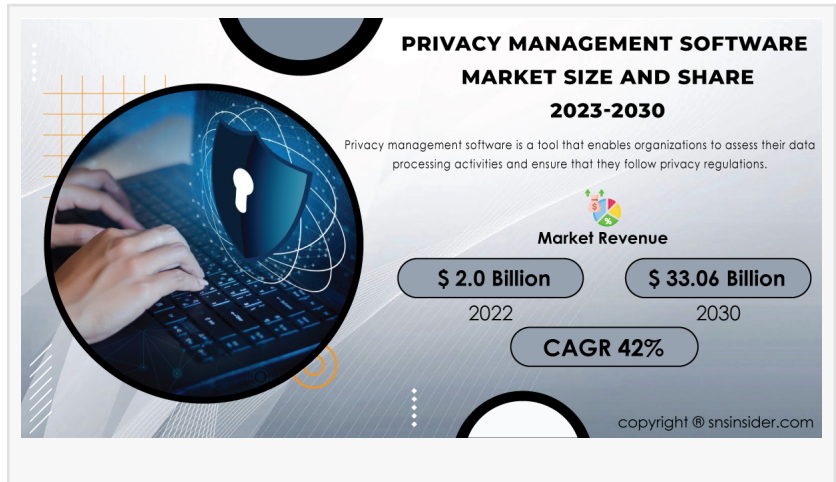 PRIVACY MANAGEMENT SOFTWARE
MARKET SIZE AND SHARE
2023-2030
Privacy management software is a tool that enables organizations to assess their data
processing activities and ensure that they follow privacy regulations.
$
%
Market Revenue
$ 2.0 Billion
$ 33.06 Billion
2022
2030
CAGR 42%
copyright ® snsinsider.com